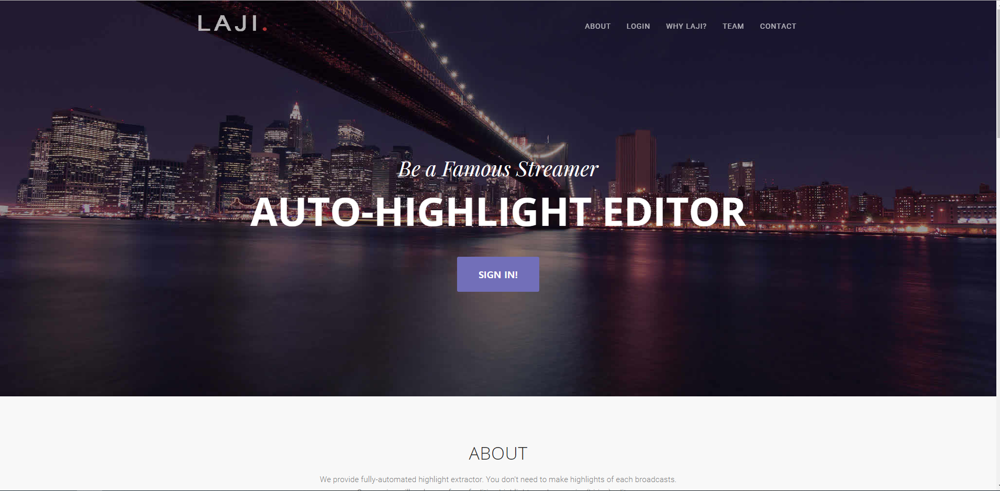 LAJI.
ABOUT LOGIN WHY LAJI? TEAM CONTACT
Be a Famous Streamer
AUTO-HIGHLIGHT EDITOR
SIGN IN!
ABOUT
We provide fully-automated highlight extractor. You don't need to make highlights of each broadcasts.